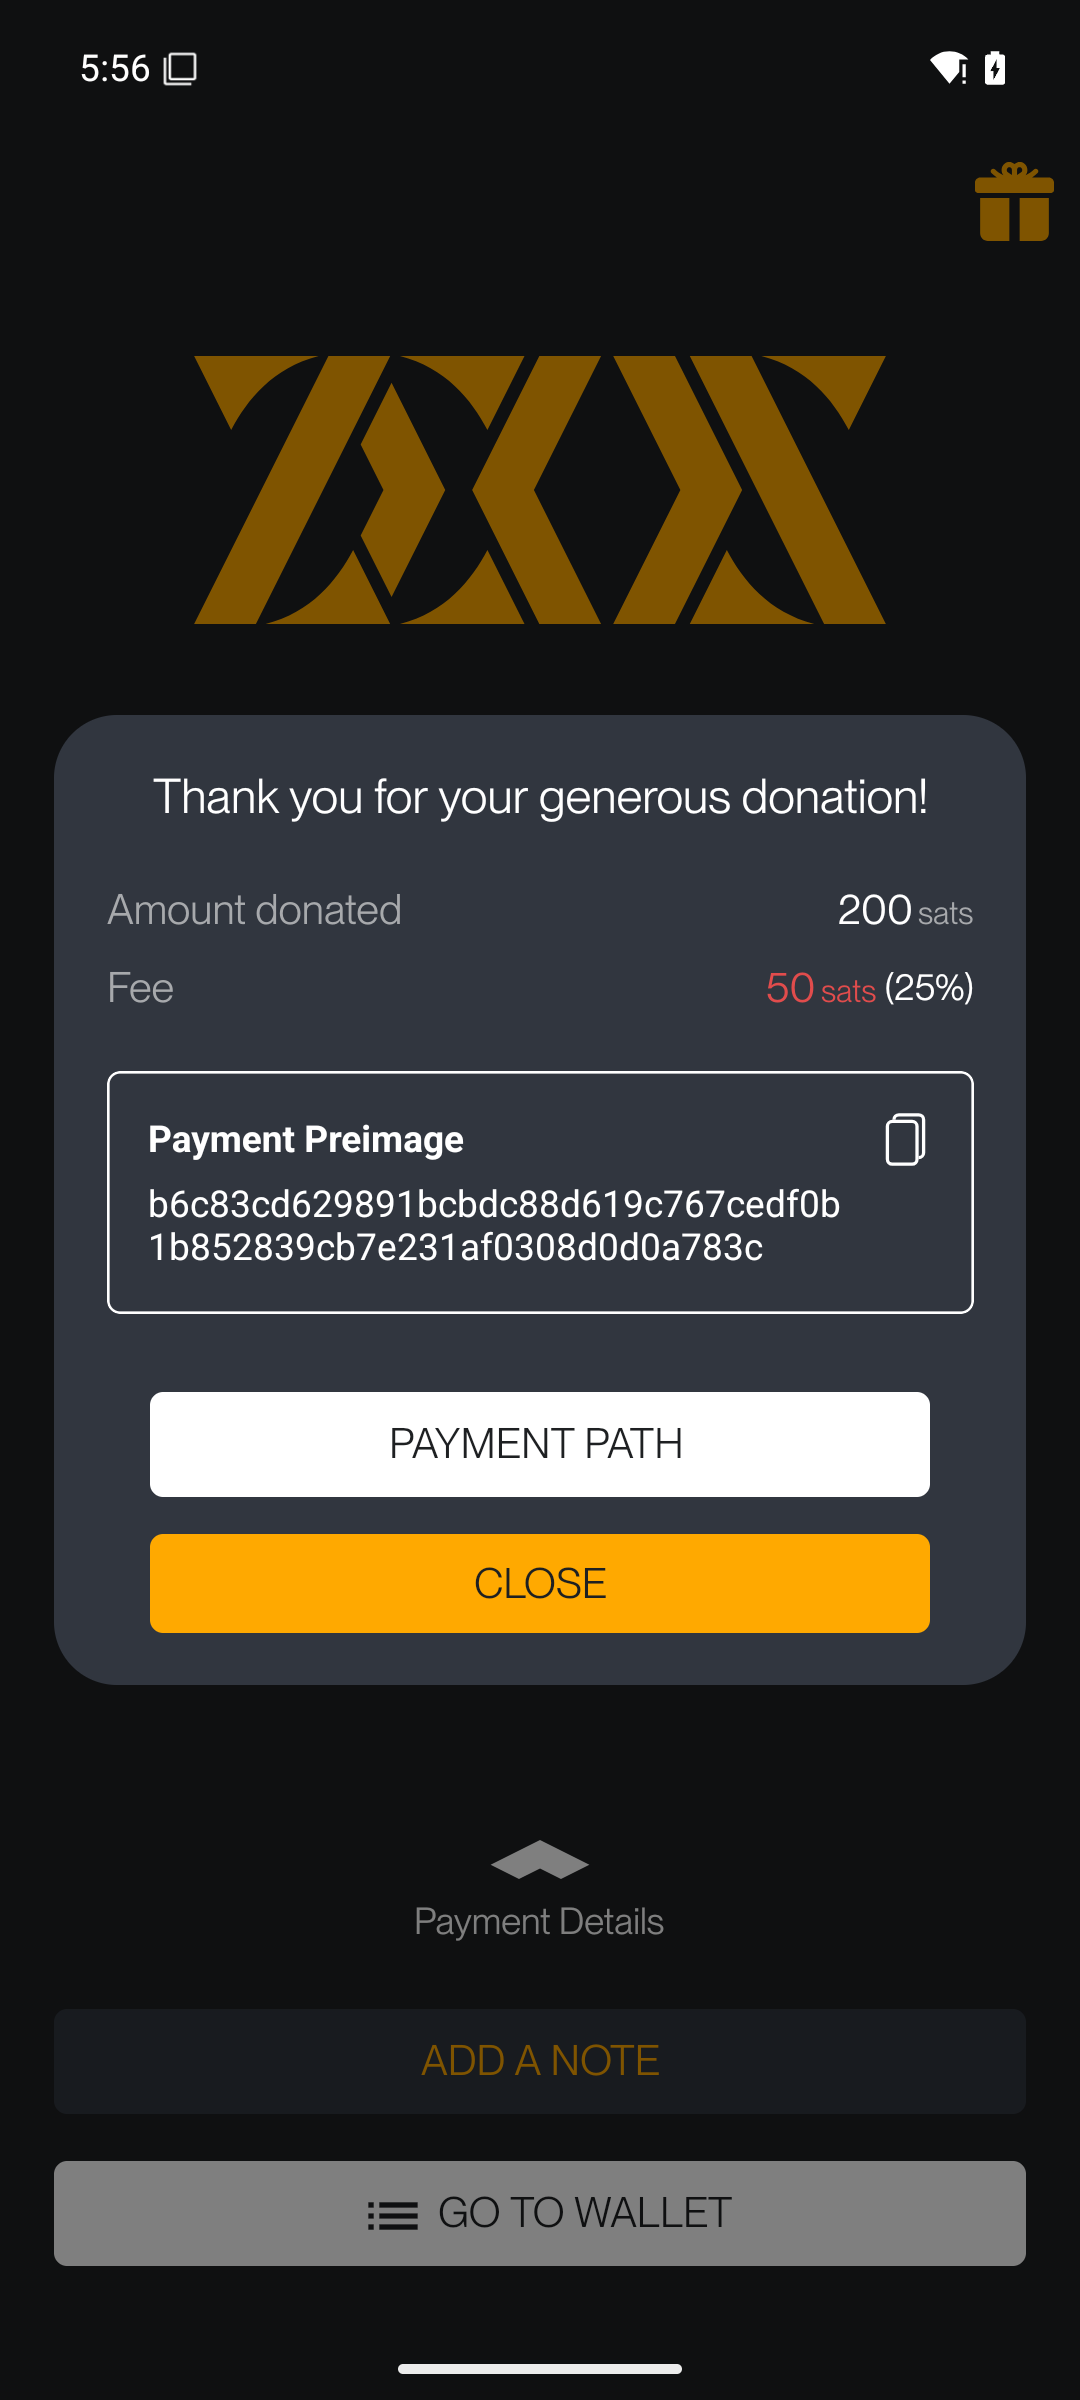 5:56
Thank you for your generous donation!
Amount donated 200 sats
Fee 50 sats (25%)
Payment Preimage
b6c83cd629891bcbdc88d619c767cedf0b
1b852839cb7e231af0308d0d0a783c
PAYMENT PATH
CLOSE
Payment Details
ADD A NOTE
GO TO WALLET